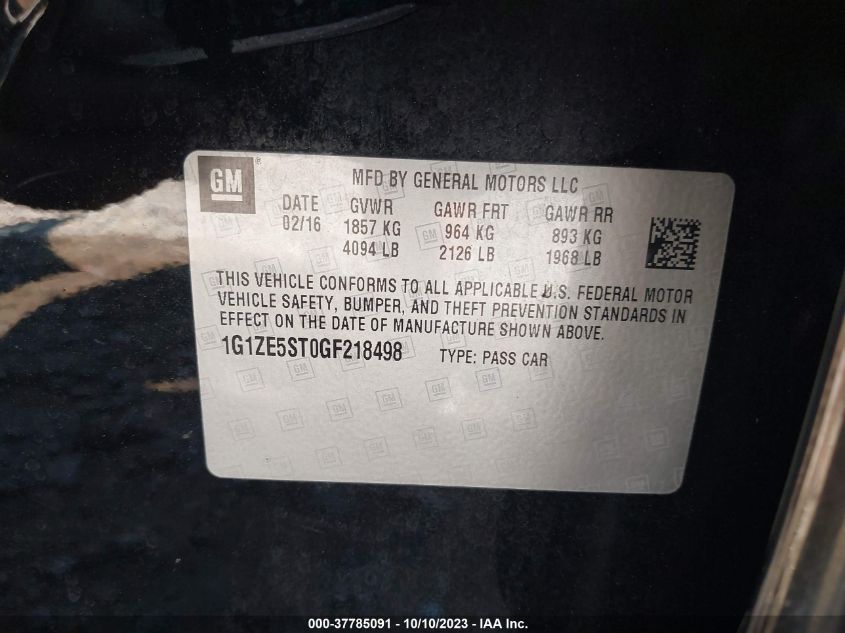 GM ®
MFD BY GENERAL MOTORS LLC
DATE GVWR GAWR FRT GAWR RR
02/16 1857 KG 964 KG 893 KG
4094 LB 2126 LB 1968 LB
THIS VEHICLE CONFORMS TO ALL APPLICABLE U.S. FEDERAL MOTOR
VEHICLE SAFETY, BUMPER, AND THEFT PREVENTION STANDARDS IN
EFFECT ON THE DATE OF MANUFACTURE SHOWN ABOVE.
1G1ZE5ST0GF218498 TYPE: PASS CAR
000-37785091 - 10/10/2023 - IAA Inc.